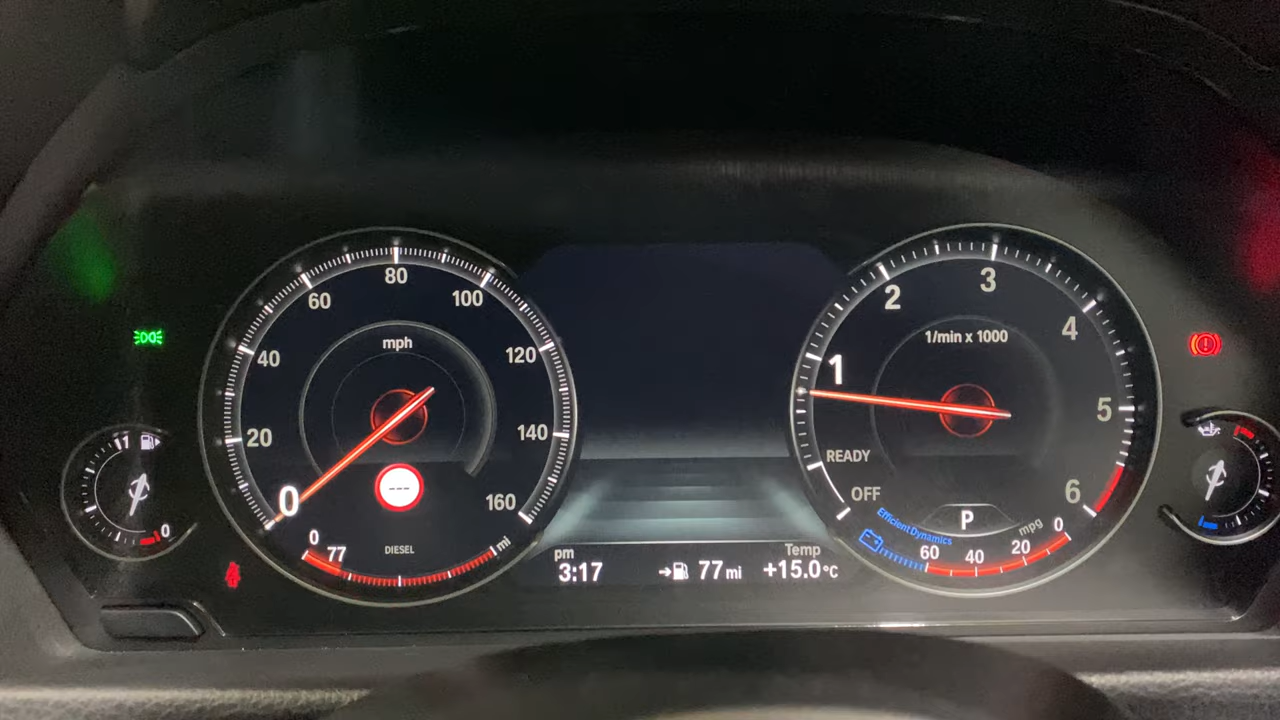 80
60
100
mph
40
120
20
140
0
160
0
77
mi
DIESEL
---
1/1
0
pm
3:17
77 mi
Temp
+15.0°C
3
2
4
1/min x 1000
1
5
READY
OFF
6
P
Efficient Dynamics
mpg
60
40
20
0